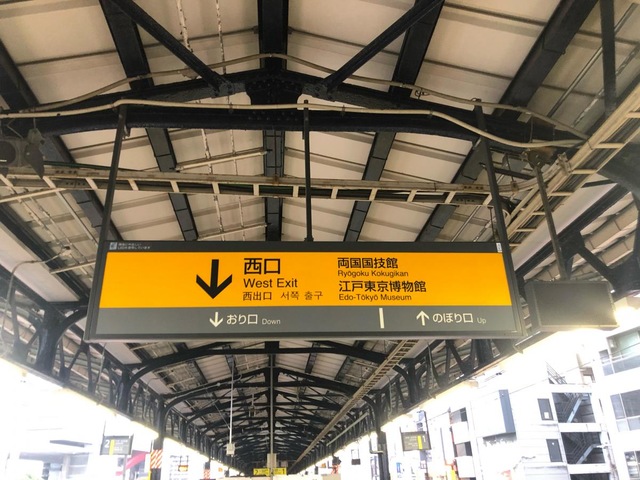 西口
West Exit
西出口 서쪽 출구
両国国技館
Ryōgoku Kokugikan
江戸東京博物館
Edo-Tōkyō Museum
おり口 Down
のぼり口 Up
2